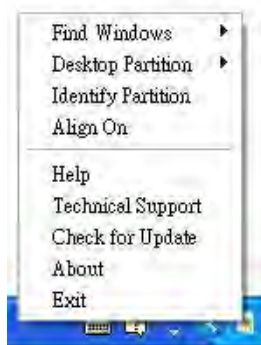 Find Windows
Desktop Partition
Identify Partition
Align On
Help
Technical Support
Check for Update
About
Exit